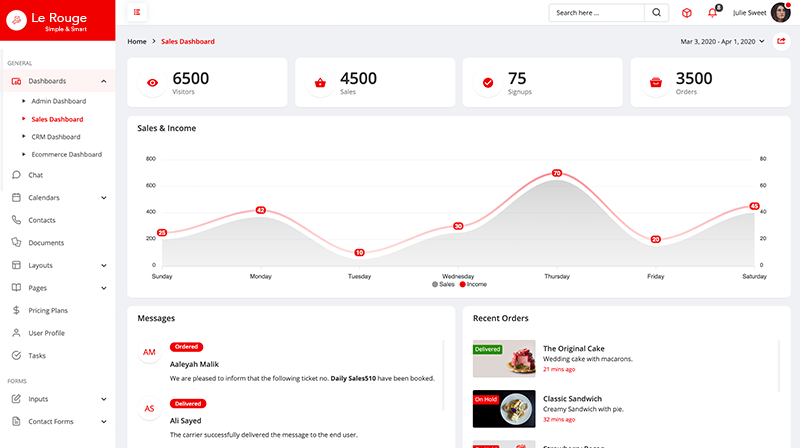 Le Rouge
Simple & Smart
Search here ...
8
Julie Sweet
Home
Sales Dashboard
Mar 3, 2020 - Apr 1, 2020
GENERAL
Dashboards
Admin Dashboard
Sales Dashboard
CRM Dashboard
Ecommerce Dashboard
Chat
Calendars
Contacts
Documents
Layouts
Pages
Pricing Plans
User Profile
Tasks
FORMS
Inputs
Contact Forms
6500
Visitors
4500
Sales
75
Signups
3500
Orders
Sales & Income
800
600
400
200
0
80
60
40
20
0
25
42
10
30
70
20
45
Sunday
Monday
Tuesday
Wednesday
Thursday
Friday
Saturday
Sales
Income
Messages
AM
Ordered
Aaleyah Malik
We are pleased to inform that the following ticket no. Daily Sales510 have been booked.
AS
Delivered
Ali Sayed
The carrier successfully delivered the message to the end user.
Recent Orders
Delivered
The Original Cake
Wedding cake with macarons.
21 mins ago
On Hold
Classic Sandwich
Creamy Sandwich with pie.
32 mins ago